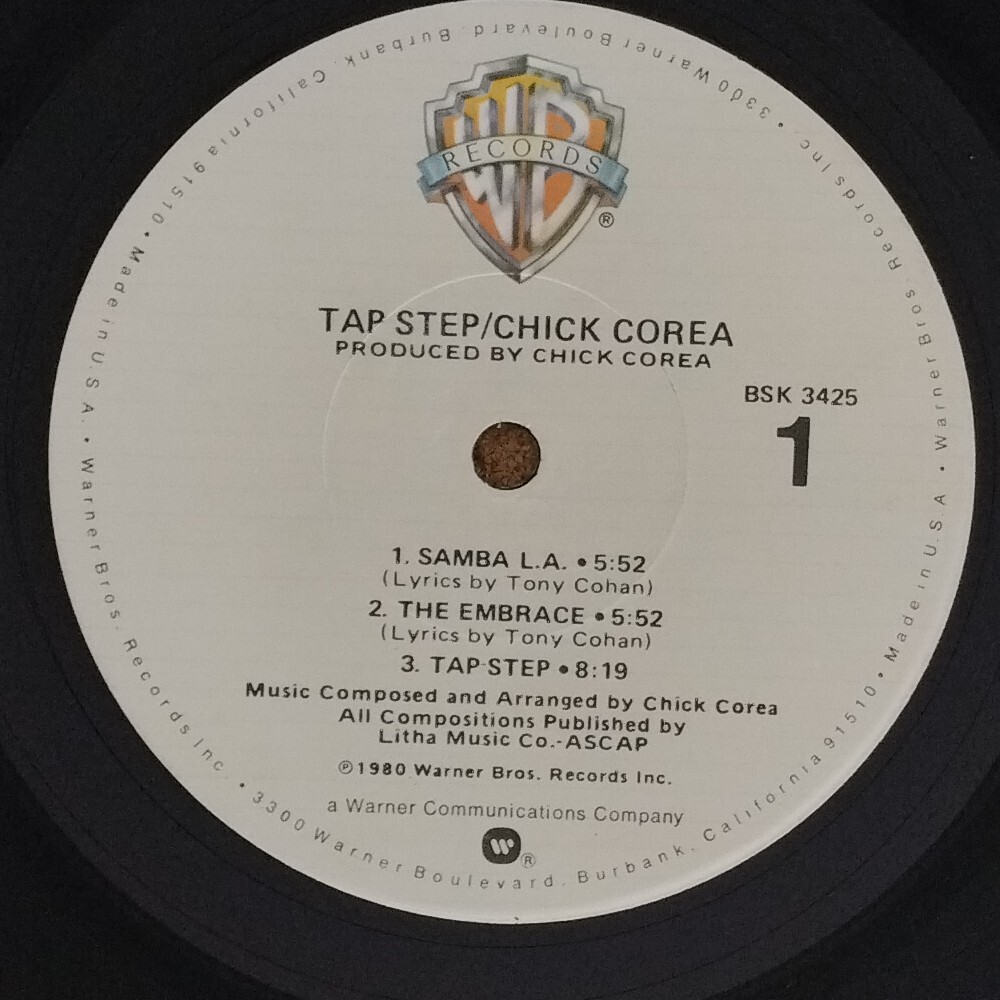 WB
RECORDS
®
TAP STEP/CHICK COREA
PRODUCED BY CHICK COREA
BSK 3425
1
1. SAMBA L.A. • 5:52
(Lyrics by Tony Cohan)
2. THE EMBRACE • 5:52
(Lyrics by Tony Cohan)
3. TAP STEP • 8:19
Music Composed and Arranged by Chick Corea
All Compositions Published by
Litha Music Co.-ASCAP
℗1980 Warner Bros. Records Inc.
a Warner Communications Company
W®
Warner Bros. Records Inc. • 3300 Warner Boulevard, Burbank, California 91510 • Made in U.S.A. • Warner Bros. Records Inc. • 3300 Warner Boulevard, Burbank, California 91510 • Made in U.S.A •